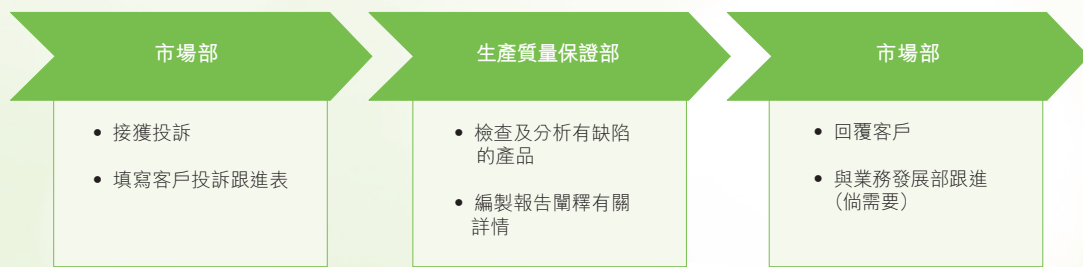 市場部
• 接獲投訴
• 填寫客戶投訴跟進表
生產質量保證部
• 檢查及分析有缺陷
的產品
• 編製報告闡釋有關
詳情
市場部
• 回覆客戶
• 與業務發展部跟進
（倘需要）